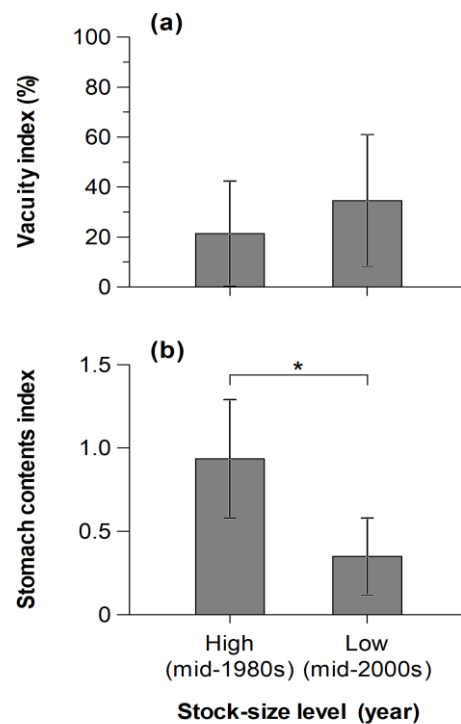 (a)
Vacuity index (%)
100
80
60
40
20
0
(b)
Stomach contents index
1.5
1.0
0.5
0
*
High
(mid-1980s)
Low
(mid-2000s)
Stock-size level (year)